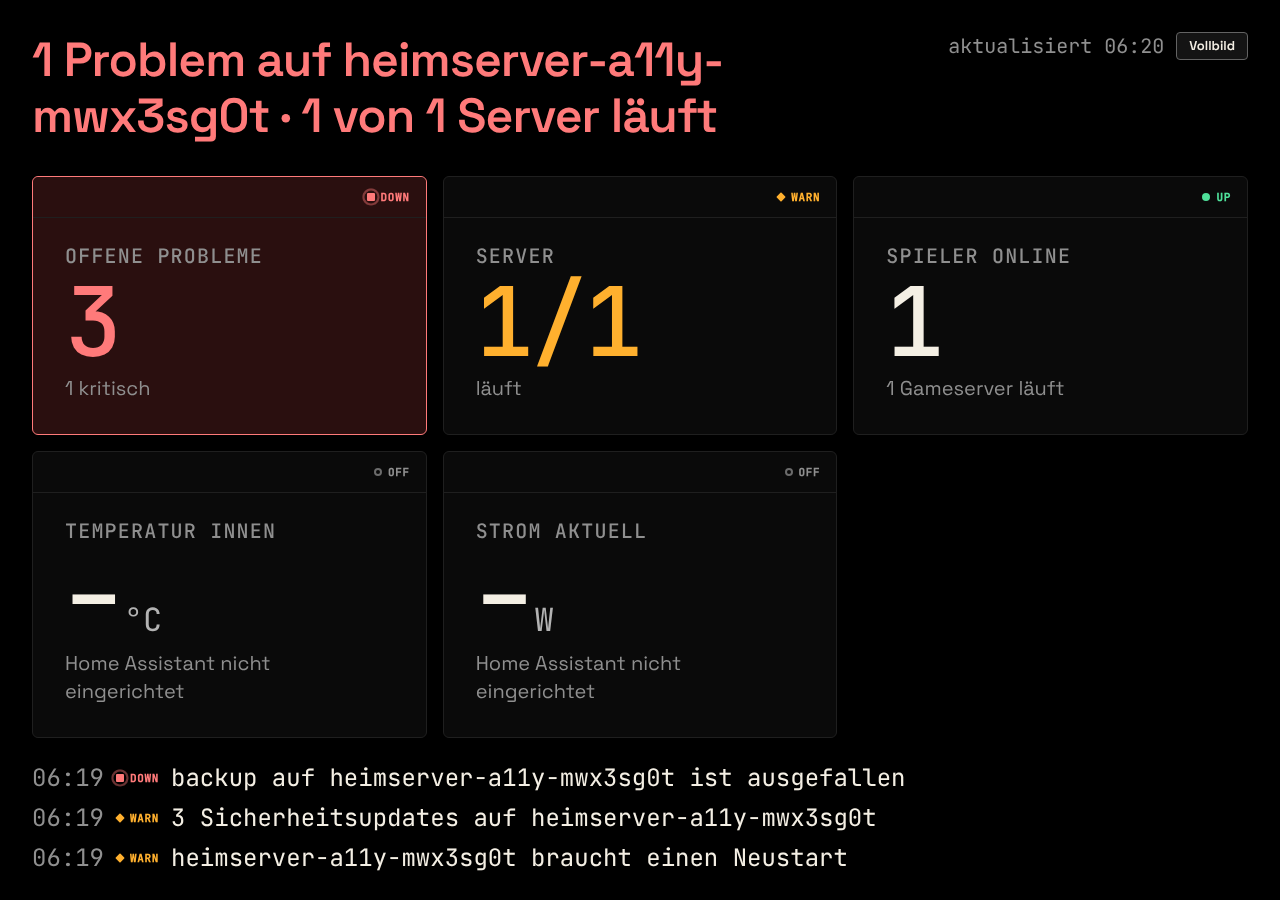 1 Problem auf heimserver-a11y-
mwx3sg0t · 1 von 1 Server läuft
aktualisiert 06:20
Vollbild
DOWN
OFFENE PROBLEME
3
1 kritisch
WARN
SERVER
1/1
läuft
UP
SPIELER ONLINE
1
1 Gameserver läuft
OFF
TEMPERATUR INNEN
– °C
Home Assistant nicht
eingerichtet
OFF
STROM AKTUELL
– W
Home Assistant nicht
eingerichtet
06:19 DOWN backup auf heimserver-a11y-mwx3sg0t ist ausgefallen
06:19 WARN 3 Sicherheitsupdates auf heimserver-a11y-mwx3sg0t
06:19 WARN heimserver-a11y-mwx3sg0t braucht einen Neustart